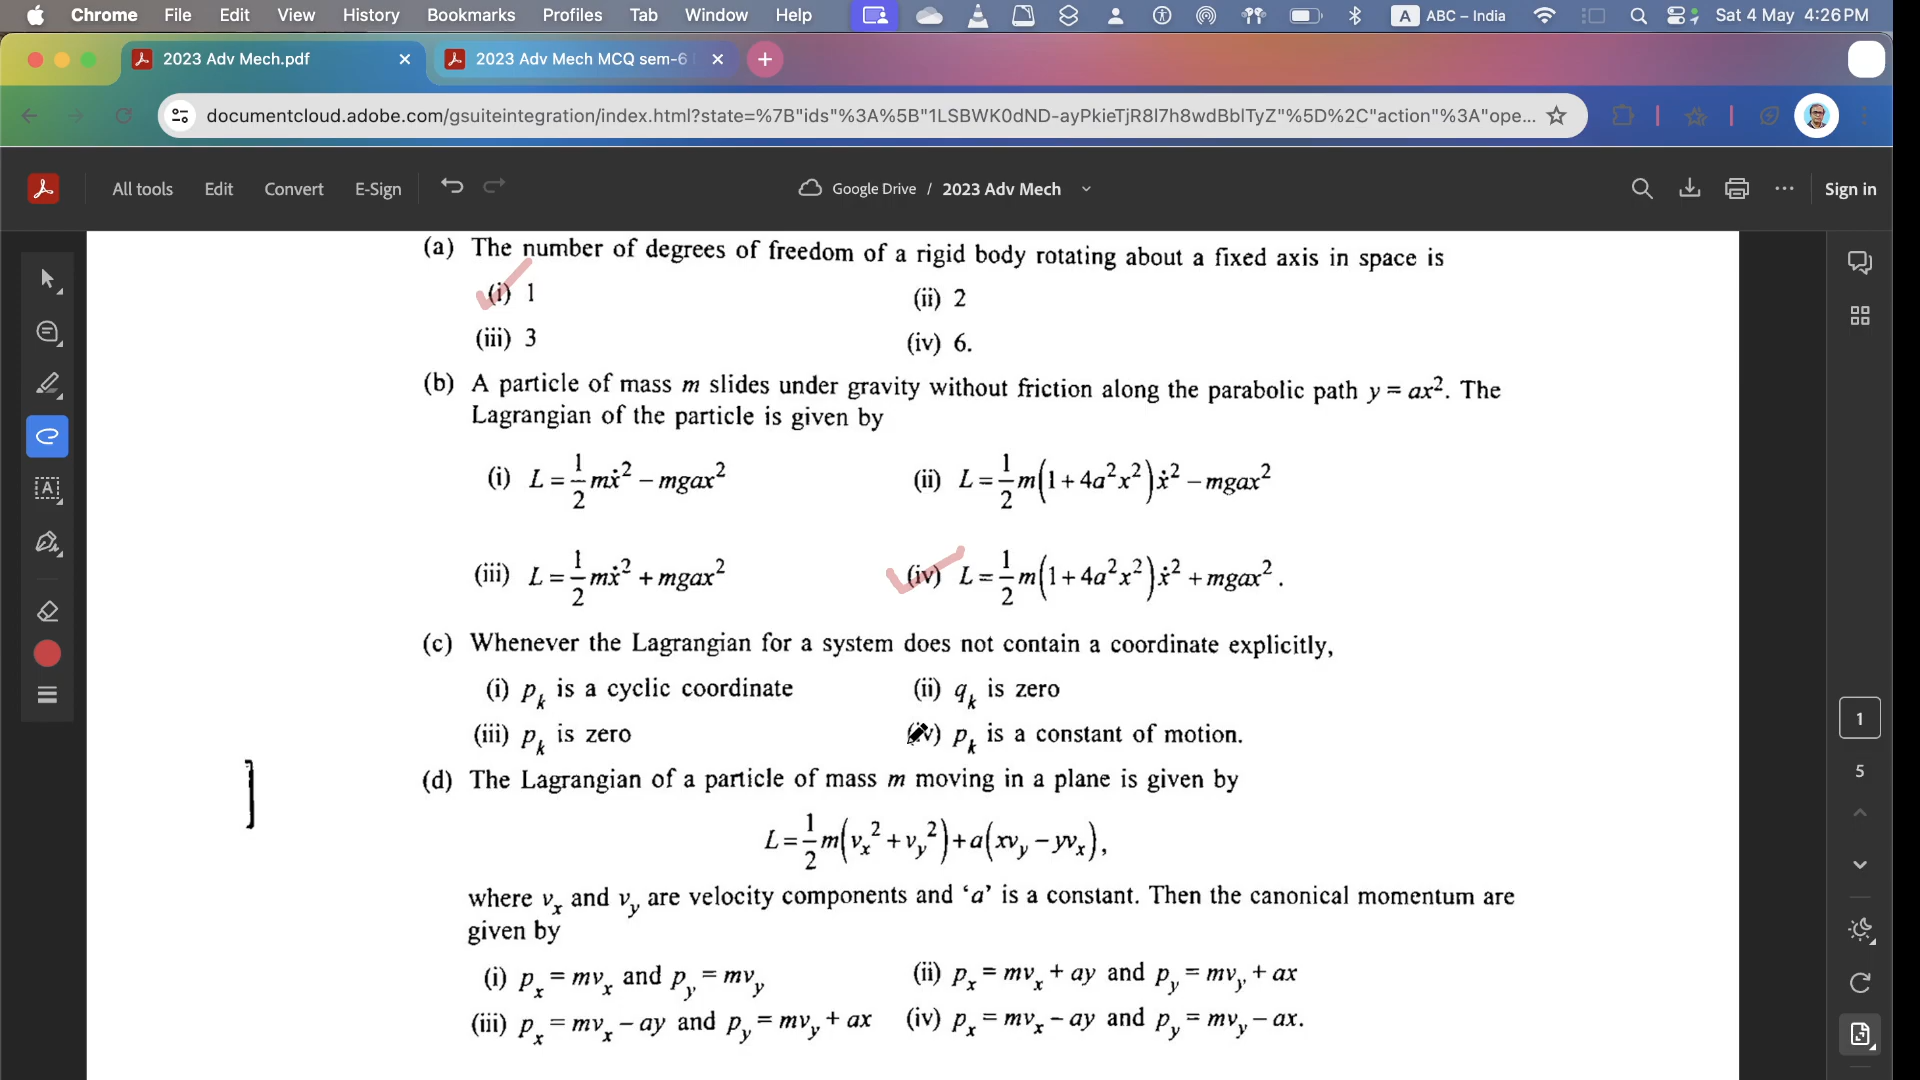 Chrome File Edit View History Bookmarks Profiles Tab Window Help A ABC – India Sat 4 May 4:26 PM
2023 Adv Mech.pdf 2023 Adv Mech MCQ sem-6
documentcloud.adobe.com/gsuiteintegration/index.html?state=%7B"ids"%3A%5B"1LSBWK0dND-ayPkieTjR8I7h8wdBblTyZ"%5D%2C"action"%3A"ope...
All tools Edit Convert E-Sign Google Drive / 2023 Adv Mech Sign in
(a) The number of degrees of freedom of a rigid body rotating about a fixed axis in space is
(i) 1 (ii) 2
(iii) 3 (iv) 6.
(b) A particle of mass m slides under gravity without friction along the parabolic path y = ax². The
Lagrangian of the particle is given by
(i) L = 1/2 mẋ² − mgax² (ii) L = 1/2 m(1 + 4a²x²)ẋ² − mgax²
(iii) L = 1/2 mẋ² + mgax² (iv) L = 1/2 m(1 + 4a²x²)ẋ² + mgax².
(c) Whenever the Lagrangian for a system does not contain a coordinate explicitly,
(i) p_k is a cyclic coordinate (ii) q_k is zero
(iii) p_k is zero (iv) p_k is a constant of motion.
(d) The Lagrangian of a particle of mass m moving in a plane is given by
L = 1/2 m(v_x² + v_y²) + a(xv_y − yv_x),
where v_x and v_y are velocity components and ‘a’ is a constant. Then the canonical momentum are
given by
(i) p_x = mv_x and p_y = mv_y (ii) p_x = mv_x + ay and p_y = mv_y + ax
(iii) p_x = mv_x − ay and p_y = mv_y + ax (iv) p_x = mv_x − ay and p_y = mv_y − ax.
1
5